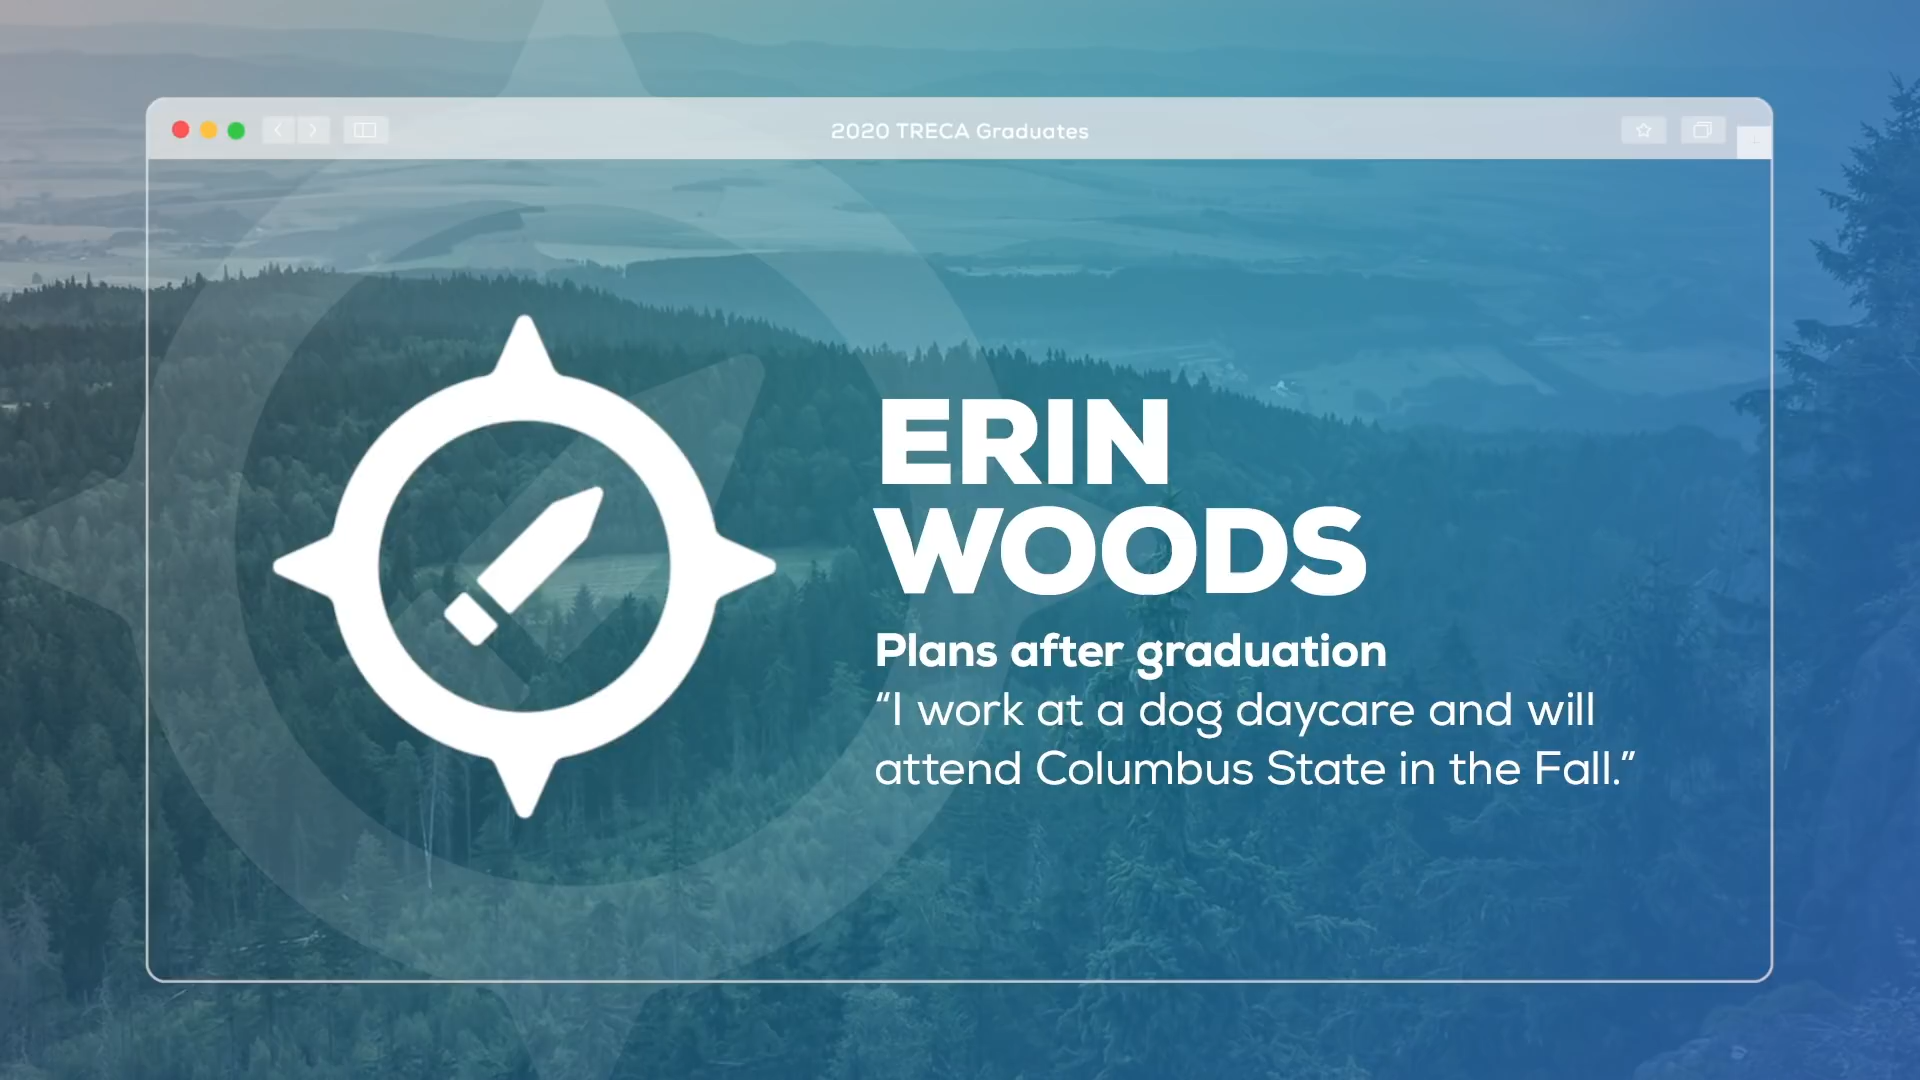 2020 TRECA Graduates
ERIN
WOODS
Plans after graduation
“I work at a dog daycare and will
attend Columbus State in the Fall.”